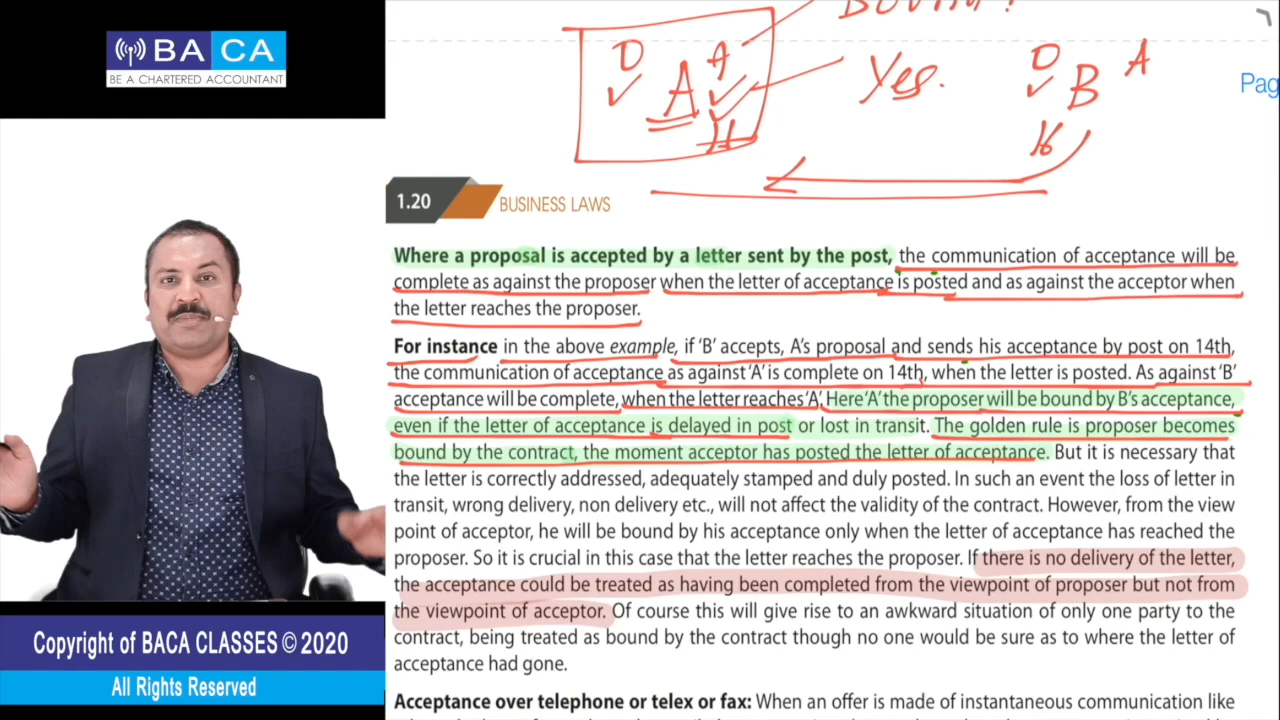 BOUND?
BACA
BE A CHARTERED ACCOUNTANT
D A D A
A Yes. B
Pag
1.20 BUSINESS LAWS
Where a proposal is accepted by a letter sent by the post, the communication of acceptance will be
complete as against the proposer when the letter of acceptance is posted and as against the acceptor when
the letter reaches the proposer.
For instance in the above example, if ‘B’ accepts, A’s proposal and sends his acceptance by post on 14th,
the communication of acceptance as against ‘A’ is complete on 14th, when the letter is posted. As against ‘B’
acceptance will be complete, when the letter reaches ‘A’. Here ‘A’ the proposer will be bound by B’s acceptance,
even if the letter of acceptance is delayed in post or lost in transit. The golden rule is proposer becomes
bound by the contract, the moment acceptor has posted the letter of acceptance. But it is necessary that
the letter is correctly addressed, adequately stamped and duly posted. In such an event the loss of letter in
transit, wrong delivery, non delivery etc., will not affect the validity of the contract. However, from the view
point of acceptor, he will be bound by his acceptance only when the letter of acceptance has reached the
proposer. So it is crucial in this case that the letter reaches the proposer. If there is no delivery of the letter,
the acceptance could be treated as having been completed from the viewpoint of proposer but not from
the viewpoint of acceptor. Of course this will give rise to an awkward situation of only one party to the
contract, being treated as bound by the contract though no one would be sure as to where the letter of
acceptance had gone.
Acceptance over telephone or telex or fax: When an offer is made of instantaneous communication like
Copyright of BACA CLASSES © 2020
All Rights Reserved